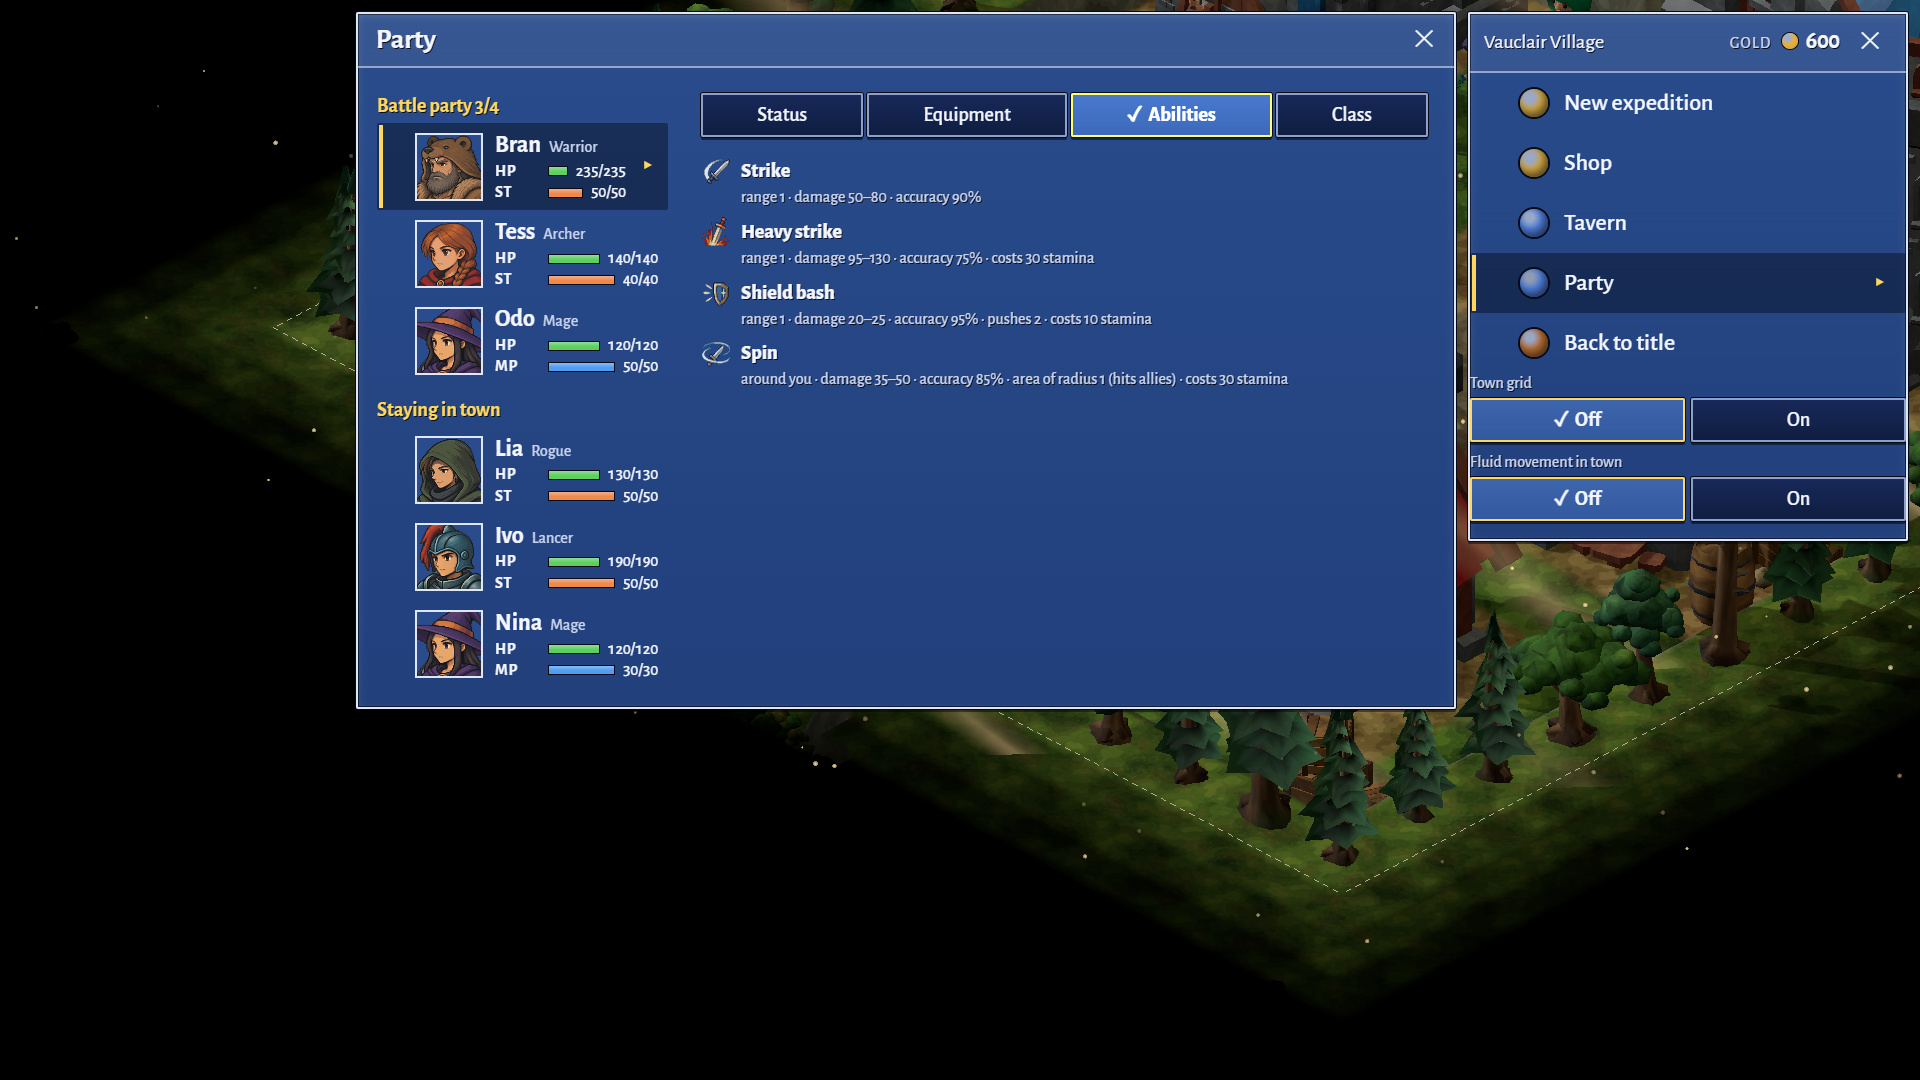 Party
Battle party 3/4
Bran Warrior
HP 235/235
ST 50/50
Tess Archer
HP 140/140
ST 40/40
Odo Mage
HP 120/120
MP 50/50
Staying in town
Lia Rogue
HP 130/130
ST 50/50
Ivo Lancer
HP 190/190
ST 50/50
Nina Mage
HP 120/120
MP 30/30
Status
Equipment
✓ Abilities
Class
Strike
range 1 · damage 50–80 · accuracy 90%
Heavy strike
range 1 · damage 95–130 · accuracy 75% · costs 30 stamina
Shield bash
range 1 · damage 20–25 · accuracy 95% · pushes 2 · costs 10 stamina
Spin
around you · damage 35–50 · accuracy 85% · area of radius 1 (hits allies) · costs 30 stamina
Vauclair Village
GOLD 600
New expedition
Shop
Tavern
Party
Back to title
Town grid
✓ Off
On
Fluid movement in town
✓ Off
On